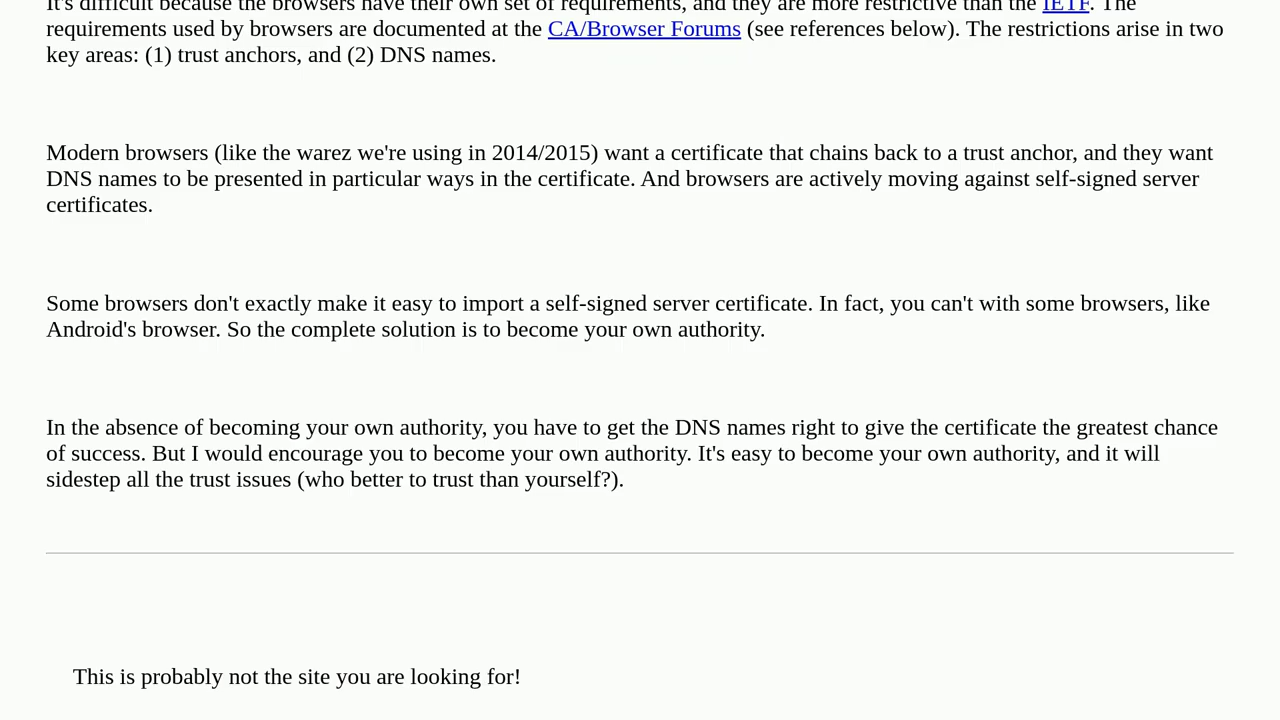 It's difficult because the browsers have their own set of requirements, and they are more restrictive than the IETF. The
requirements used by browsers are documented at the CA/Browser Forums (see references below). The restrictions arise in two
key areas: (1) trust anchors, and (2) DNS names.
Modern browsers (like the warez we're using in 2014/2015) want a certificate that chains back to a trust anchor, and they want
DNS names to be presented in particular ways in the certificate. And browsers are actively moving against self-signed server
certificates.
Some browsers don't exactly make it easy to import a self-signed server certificate. In fact, you can't with some browsers, like
Android's browser. So the complete solution is to become your own authority.
In the absence of becoming your own authority, you have to get the DNS names right to give the certificate the greatest chance
of success. But I would encourage you to become your own authority. It's easy to become your own authority, and it will
sidestep all the trust issues (who better to trust than yourself?).
This is probably not the site you are looking for!